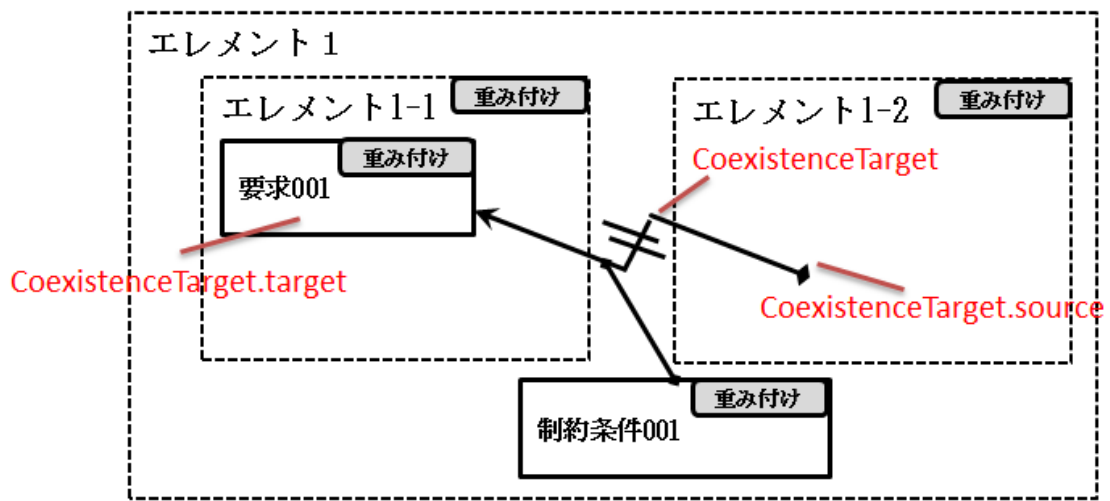 エレメント1
エレメント1-1
重み付け
エレメント1-2
重み付け
重み付け
要求001
CoexistenceTarget
CoexistenceTarget.target
CoexistenceTarget.source
重み付け
制約条件001